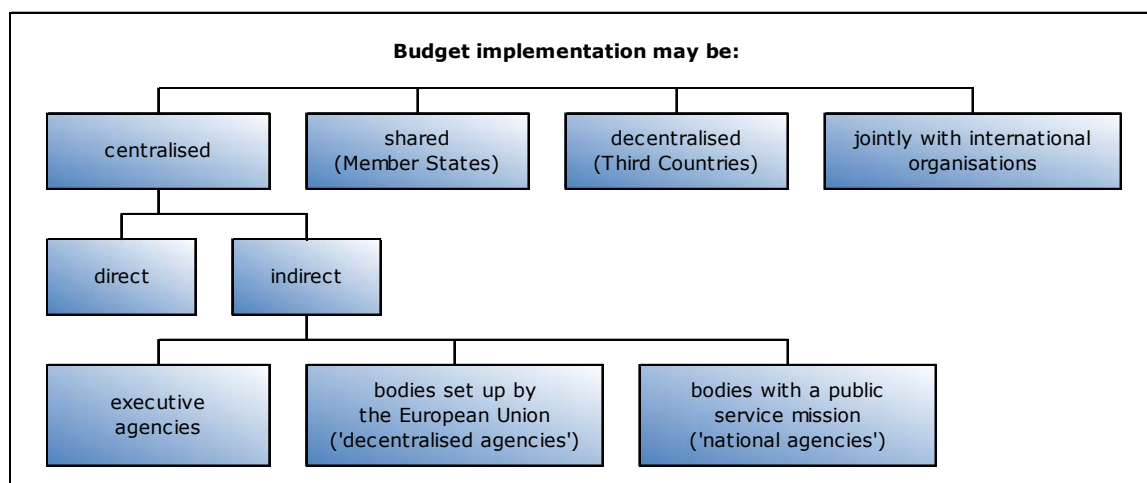 Budget implementation may be:
centralised
shared
(Member States)
decentralised
(Third Countries)
jointly with international
organisations
direct
indirect
executive
agencies
bodies set up by
the European Union
('decentralised agencies')
bodies with a public
service mission
('national agencies')